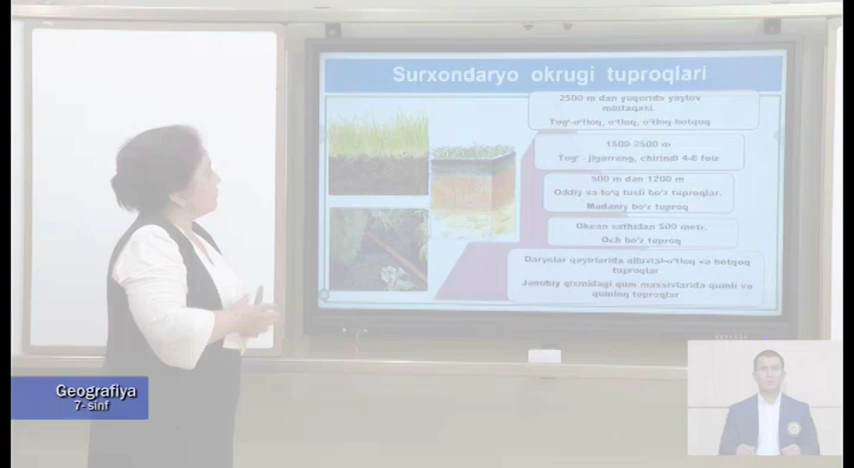 Surxondaryo okrugi tuproqlari
2500 m dan yuqorida yaylov
mintaqasi.
Tog'-o'tloq, o'tloq, o'tloq-botqoq
1500-2500 m
Tog' - jigarrang, chirindi 4-6 foiz
500 m dan 1200 m
Oddiy va to'q tusli bo'z tuproqlar.
Madaniy bo'z tuproq
Okean sathidan 500 metr.
Och bo'z tuproq
Daryolar qayirlarida alluvial-o'tloq va botqoq
tuproqlar
Janubiy qismidagi qum massivlarida qumli va
qumloq tuproqlar
Geografiya
7- sinf